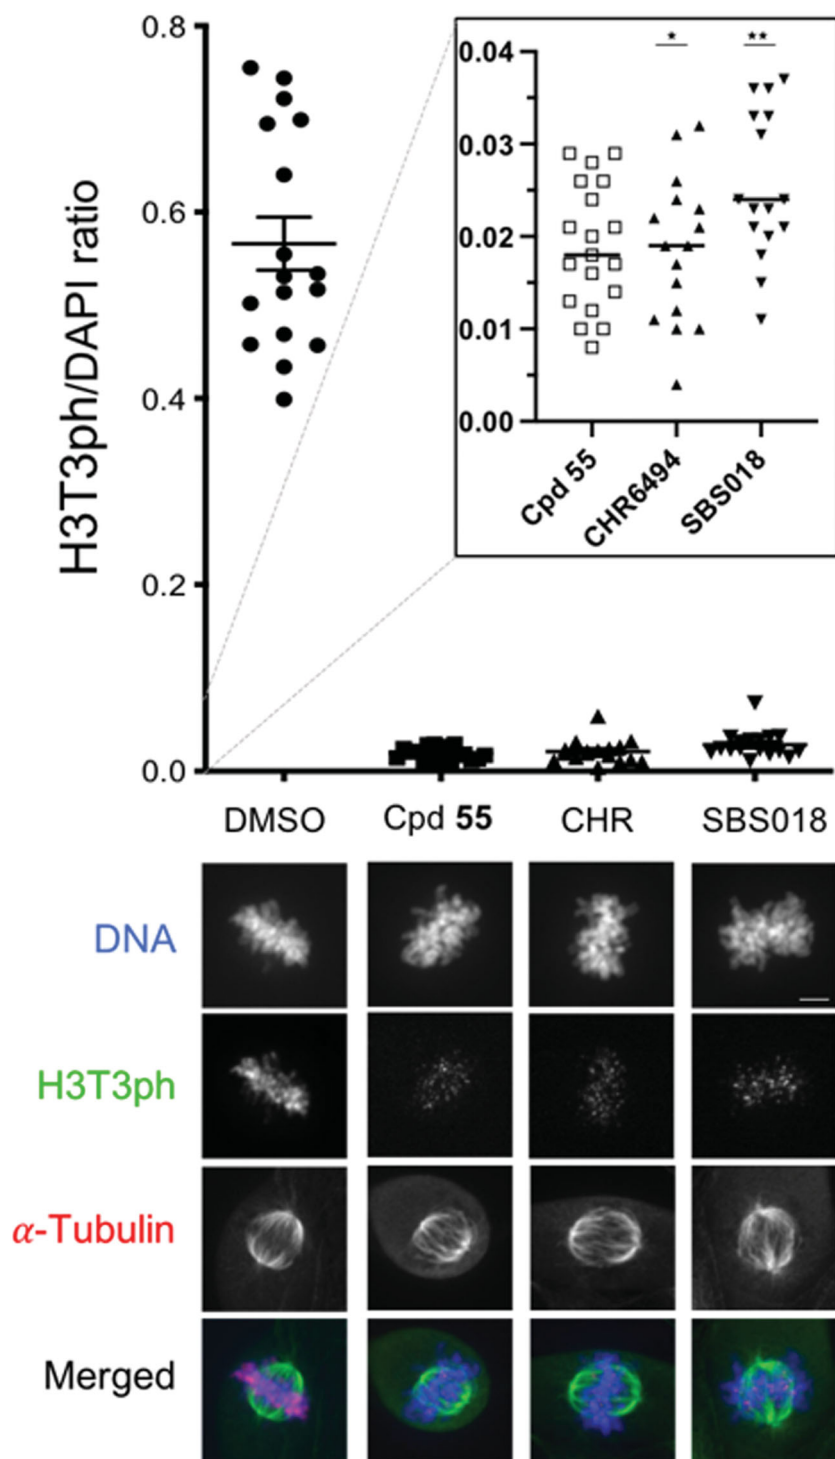 H3T3ph/DAPI ratio
0.8
0.6
0.4
0.2
0.0
* **
0.04
0.03
0.02
0.01
0.00
Cpd 55
CHR6494
SBS018
DMSO Cpd 55 CHR SBS018
DNA
H3T3ph
α-Tubulin
Merged